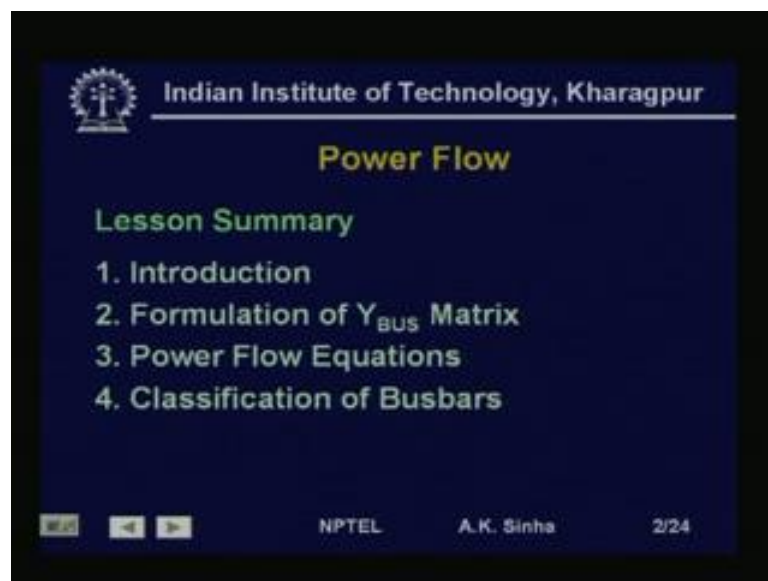 Indian Institute of Technology, Kharagpur
Power Flow
Lesson Summary
1. Introduction
2. Formulation of Y_BUS Matrix
3. Power Flow Equations
4. Classification of Busbars
NPTEL A.K. Sinha 2/24